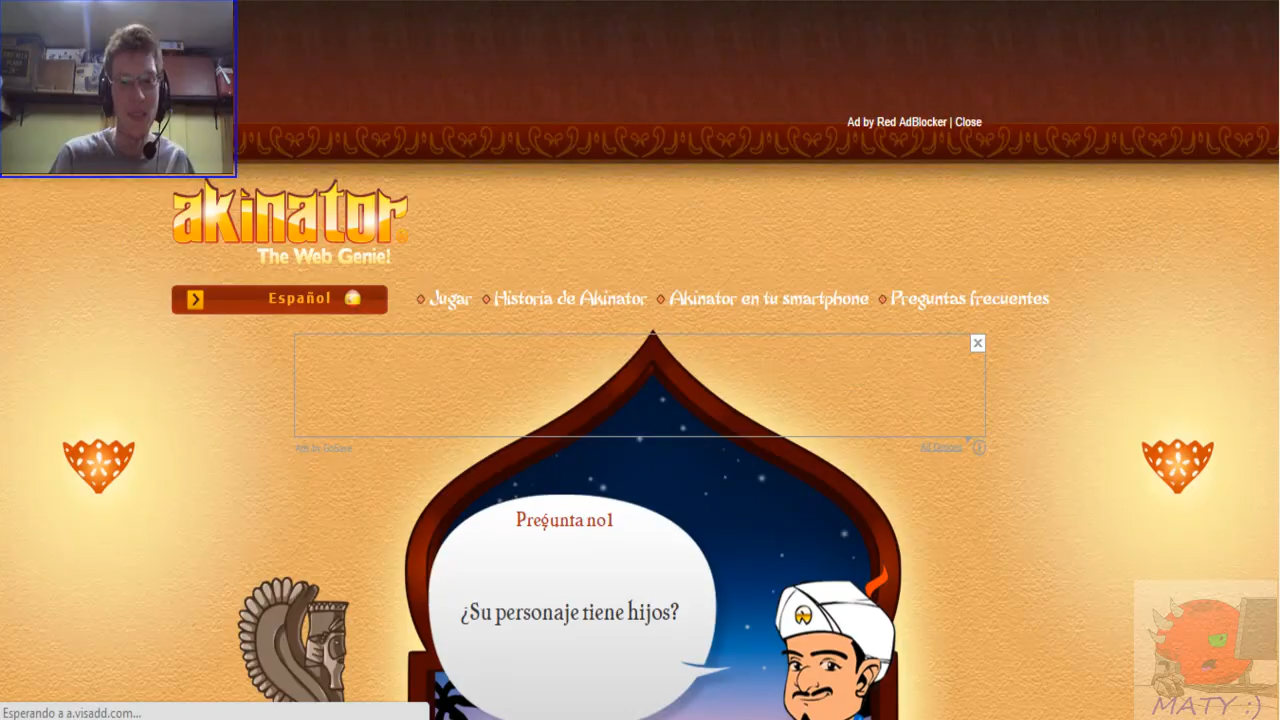 Ad by Red AdBlocker | Close
akinator
The Web Genie!
Español
Jugar
Historia de Akinator
Akinator en tu smartphone
Preguntas frecuentes
Pregunta no1
¿Su personaje tiene hijos?
Esperando a a.visadd.com...
MATY :)